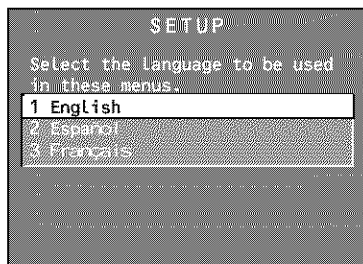 SETUP
Select the language to be used
in these menus.
1 English
2 Español
3 Français